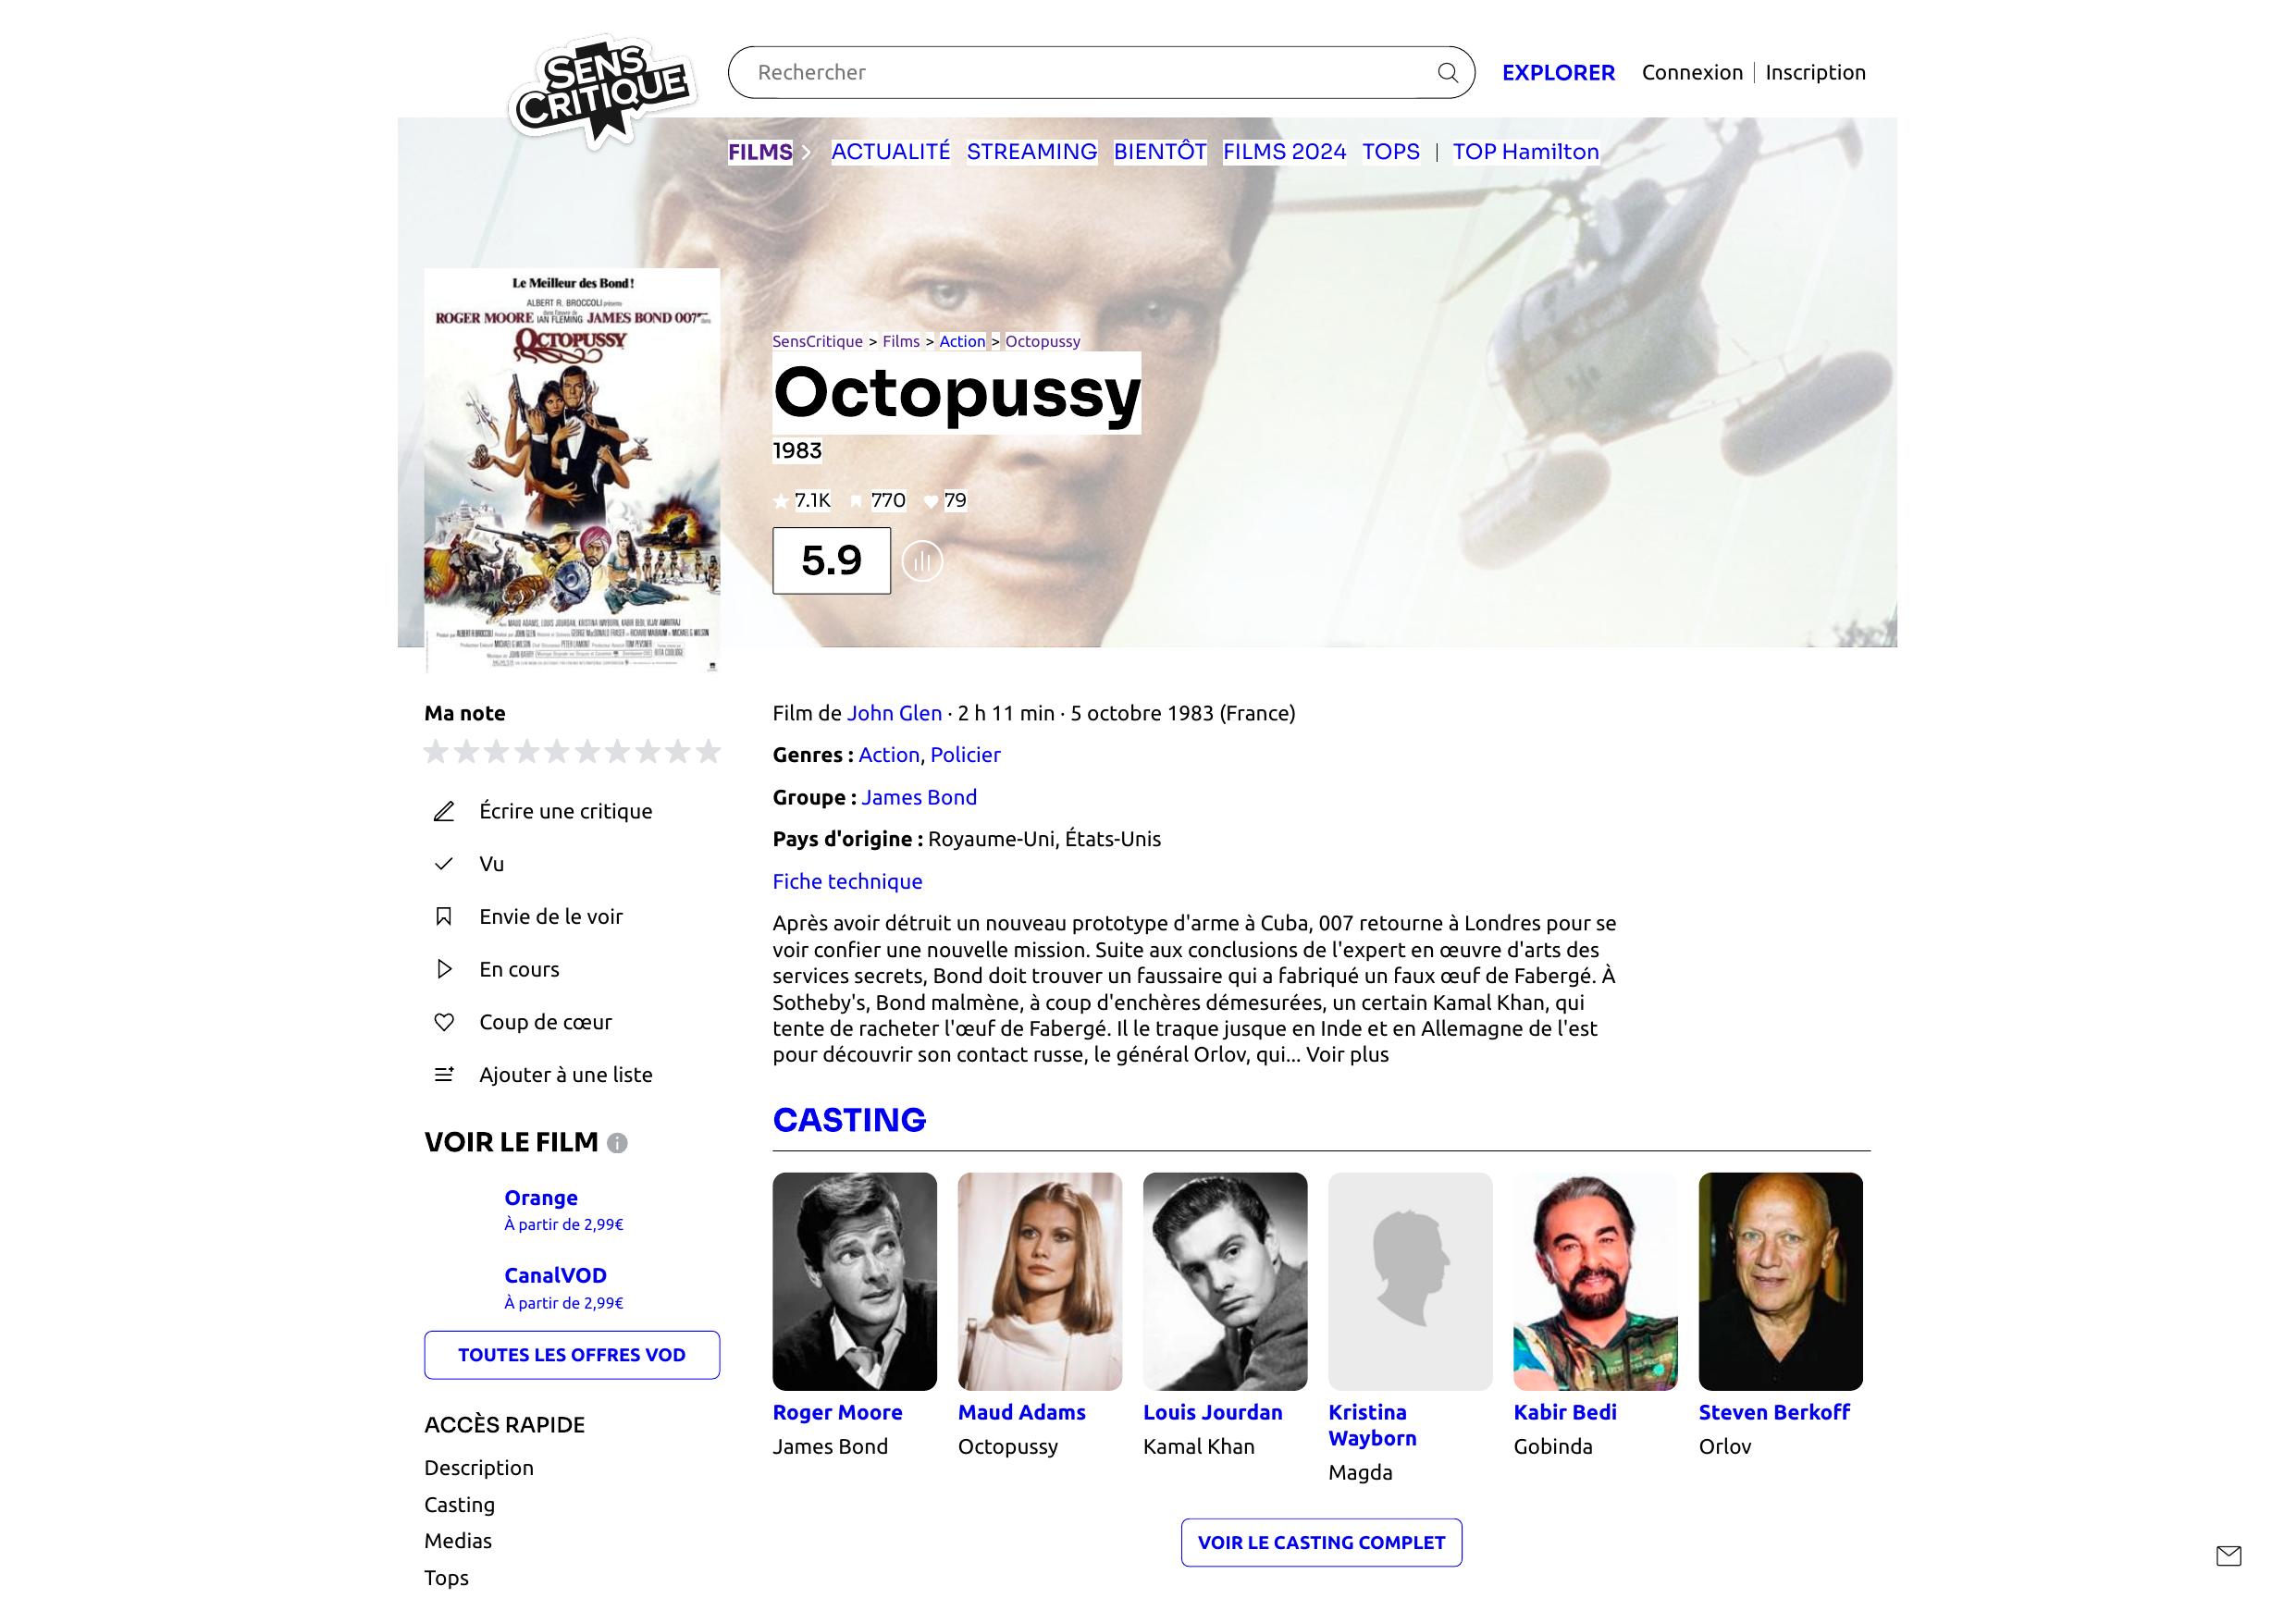 SENS
CRITIQUE
Rechercher
EXPLORER
Connexion
Inscription
FILMS
ACTUALITÉ
STREAMING
BIENTÔT
FILMS 2024
TOPS
|
TOP Hamilton
Le Meilleur des Bond!
ALBERT R. BROCCOLI
ROGER MOORE
IAN FLEMING
JAMES BOND 007
OCTOPUSSY
SensCritique > Films > Action > Octopussy
Octopussy
1983
7.1K 770 79
5.9
MAUD ADAMS, LOUIS JOURDAN, KRISTINA WAYBORN, KABIR BEDI, VIJAY AMRITRAJ
Ma note
Écrire une critique
Vu
Envie de le voir
En cours
Coup de cœur
Ajouter à une liste
VOIR LE FILM
Orange
À partir de 2,99€
CanalVOD
À partir de 2,99€
TOUTES LES OFFRES VOD
ACCÈS RAPIDE
Description
Casting
Medias
Tops
Film de John Glen · 2 h 11 min · 5 octobre 1983 (France)
Genres : Action, Policier
Groupe : James Bond
Pays d'origine : Royaume-Uni, États-Unis
Fiche technique
Après avoir détruit un nouveau prototype d'arme à Cuba, 007 retourne à Londres pour se
voir confier une nouvelle mission. Suite aux conclusions de l'expert en œuvre d'arts des
services secrets, Bond doit trouver un faussaire qui a fabriqué un faux œuf de Fabergé. À
Sotheby's, Bond malmène, à coup d'enchères démesurées, un certain Kamal Khan, qui
tente de racheter l'œuf de Fabergé. Il le traque jusque en Inde et en Allemagne de l'est
pour découvrir son contact russe, le général Orlov, qui... Voir plus
CASTING
Roger Moore
James Bond
Maud Adams
Octopussy
Louis Jourdan
Kamal Khan
Kristina
Wayborn
Magda
Kabir Bedi
Gobinda
Steven Berkoff
Orlov
VOIR LE CASTING COMPLET